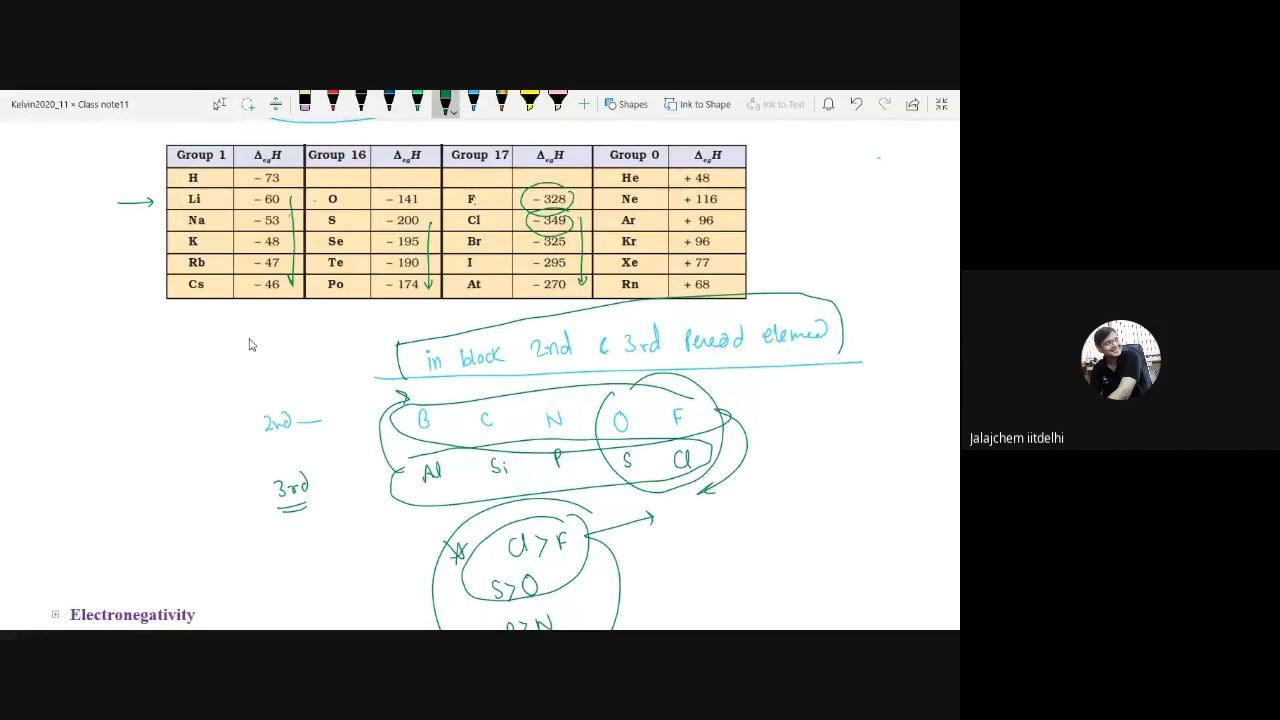 Kelvin2020_11 » Class note11
Shapes Ink to Shape Ink to Text
Group 1 ΔegH Group 16 ΔegH Group 17 ΔegH Group 0 ΔegH
H – 73 He + 48
Li – 60 O – 141 F – 328 Ne + 116
Na – 53 S – 200 Cl – 349 Ar + 96
K – 48 Se – 195 Br – 325 Kr + 96
Rb – 47 Te – 190 I – 295 Xe + 77
Cs – 46 Po – 174 At – 270 Rn + 68
in block 2nd & 3rd
2nd — B C N O F
3rd Al Si P S Cl
Cl > F
S > O
P > N
Electronegativity
Jalajchem iitdelhi